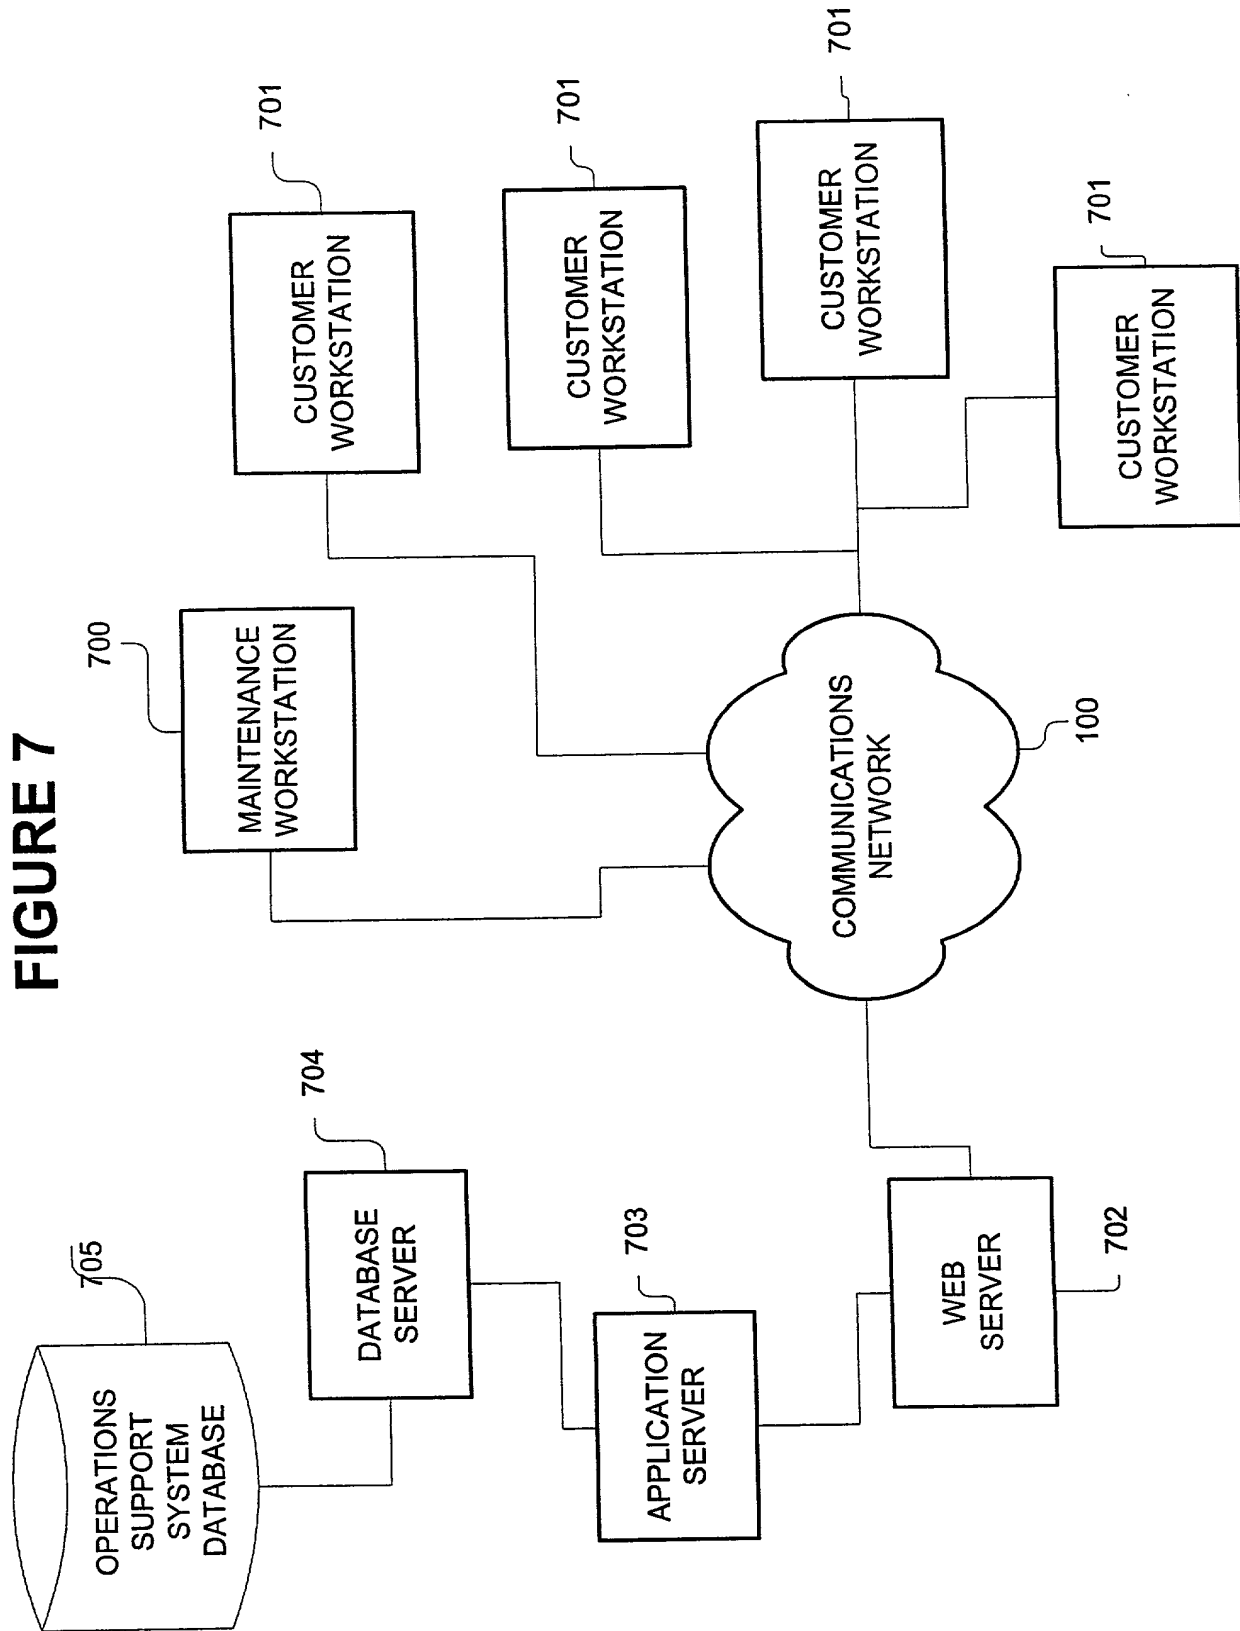 FIGURE 7
705
OPERATIONS
SUPPORT
SYSTEM
DATABASE
704
DATABASE
SERVER
703
APPLICATION
SERVER
WEB
SERVER
702
700
MAINTENANCE
WORKSTATION
COMMUNICATIONS
NETWORK
100
701
CUSTOMER
WORKSTATION
701
CUSTOMER
WORKSTATION
701
CUSTOMER
WORKSTATION
701
CUSTOMER
WORKSTATION